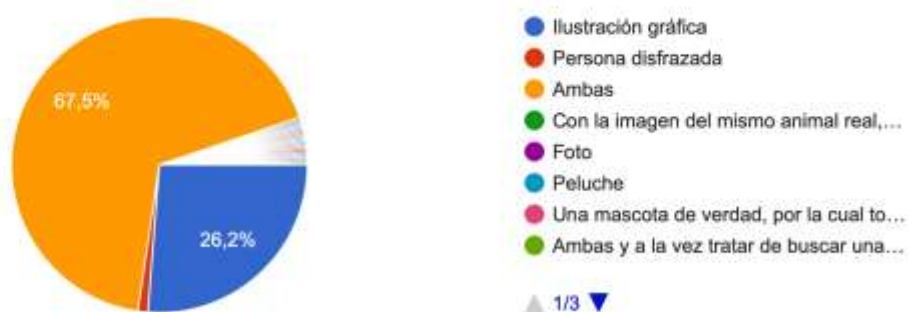 67,5%
26,2%
Ilustración gráfica
Persona disfrazada
Ambas
Con la imagen del mismo animal real,...
Foto
Peluche
Una mascota de verdad, por la cual to...
Ambas y a la vez tratar de buscar una...
1/3